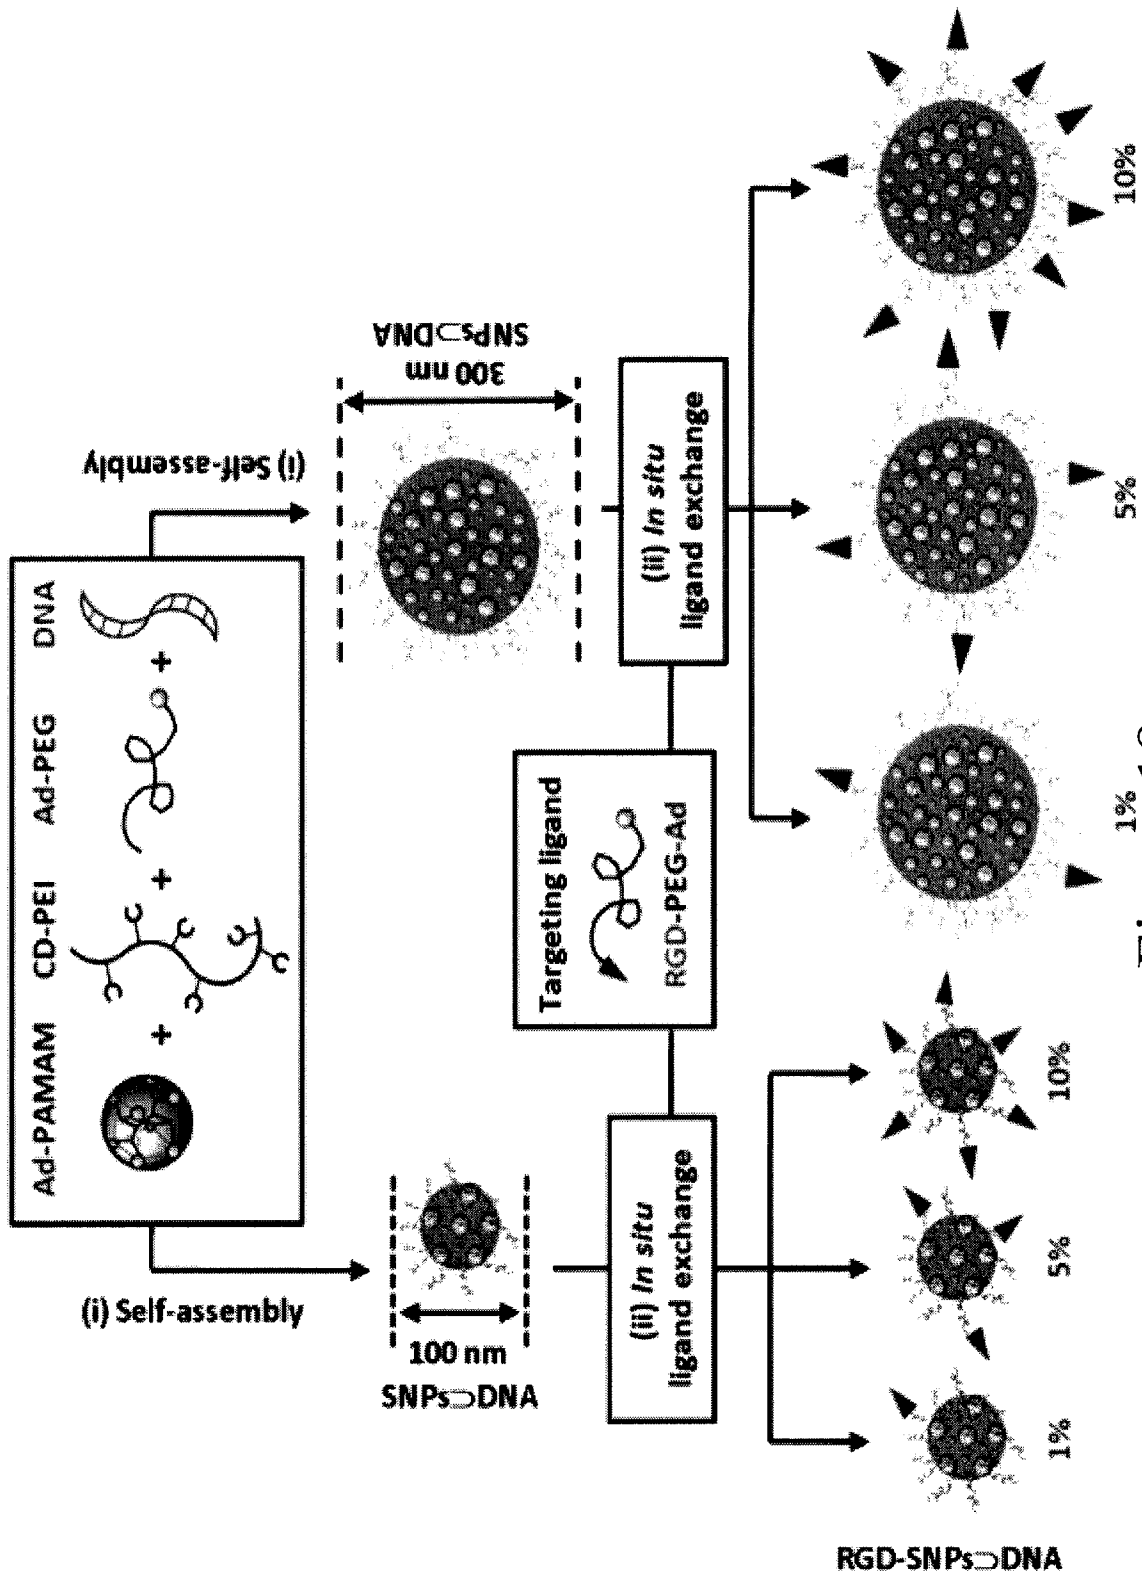 Ad-PAMAM
CD-PEI
Ad-PEG
DNA
+
+
+
(i) Self-assembly
(i) Self-assembly
100 nm
SNPs⊃DNA
300 nm
SNPs⊃DNA
(ii) In situ
ligand exchange
Targeting ligand
RGD-PEG-Ad
(ii) In situ
ligand exchange
RGD-SNPs⊃DNA
1%
5%
10%
1%
5%
10%